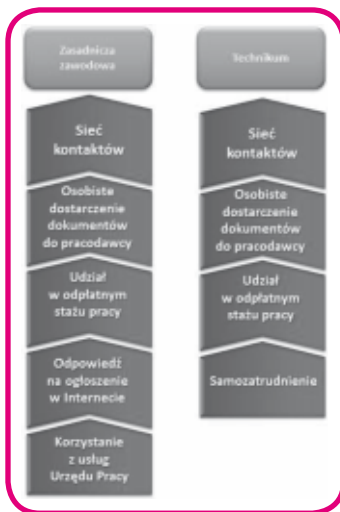 Zasadnicza
zawodowa
Sieć
kontaktów
Osobiste
dostarczenie
dokumentów
do pracodawcy
Udział
w odpłatnym
stażu pracy
Odpowiedź
na ogłoszenie
w Internecie
Korzystanie
z usług
Urzędu Pracy
Technikum
Sieć
kontaktów
Osobiste
dostarczenie
dokumentów
do pracodawcy
Udział
w odpłatnym
stażu pracy
Samozatrudnienie